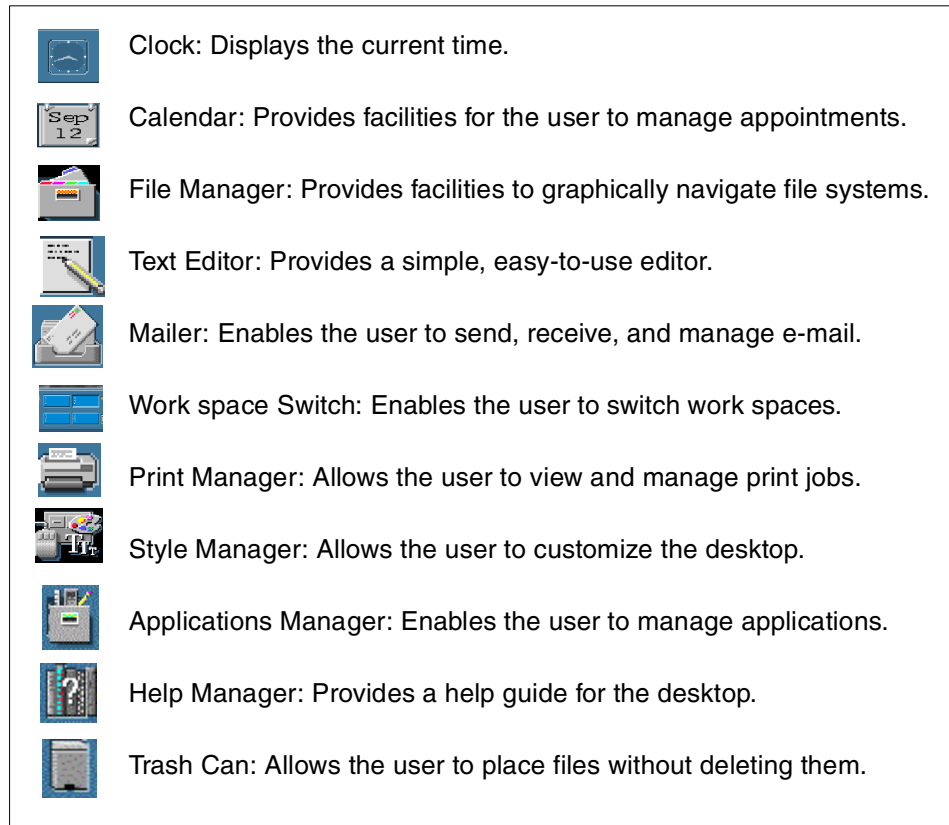 Clock: Displays the current time.
Sep
12
Calendar: Provides facilities for the user to manage appointments.
File Manager: Provides facilities to graphically navigate file systems.
Text Editor: Provides a simple, easy-to-use editor.
Mailer: Enables the user to send, receive, and manage e-mail.
Work space Switch: Enables the user to switch work spaces.
Print Manager: Allows the user to view and manage print jobs.
Style Manager: Allows the user to customize the desktop.
Applications Manager: Enables the user to manage applications.
?
Help Manager: Provides a help guide for the desktop.
Trash Can: Allows the user to place files without deleting them.